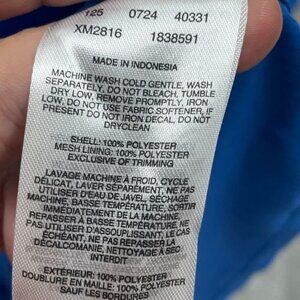 125 0724 40331
XM2816 1838591
MADE IN INDONESIA
MACHINE WASH COLD GENTLE, WASH
SEPARATELY, DO NOT BLEACH, TUMBLE
DRY LOW, REMOVE PROMPTLY, IRON
LOW, DO NOT USE FABRIC SOFTENER, IF
PRESENT DO NOT IRON DECAL, DO NOT
DRYCLEAN
SHELL: 100% POLYESTER
MESH LINING: 100% POLYESTER
EXCLUSIVE OF TRIMMING
LAVAGE MACHINE À FROID, CYCLE
DÉLICAT, LAVER SÉPARÉMENT, NE PAS
UTILISER D'EAU DE JAVEL, SÉCHAGE
MACHINE, BASSE TEMPÉRATURE, SORTIR
IMMÉDIATEMENT DE LA MACHINE,
REPASSER À BASSE TEMPÉRATURE, NE PAS
UTILISER D'ASSOUPLISSANT, LE CAS
ÉCHÉANT, NE PAS REPASSER LA
DÉCALCOMANIE, NETTOYAGE À SEC
INTERDIT
EXTÉRIEUR: 100% POLYESTER
DOUBLURE EN MAILLE: 100% POLYESTER
SAUF LES BORDURES